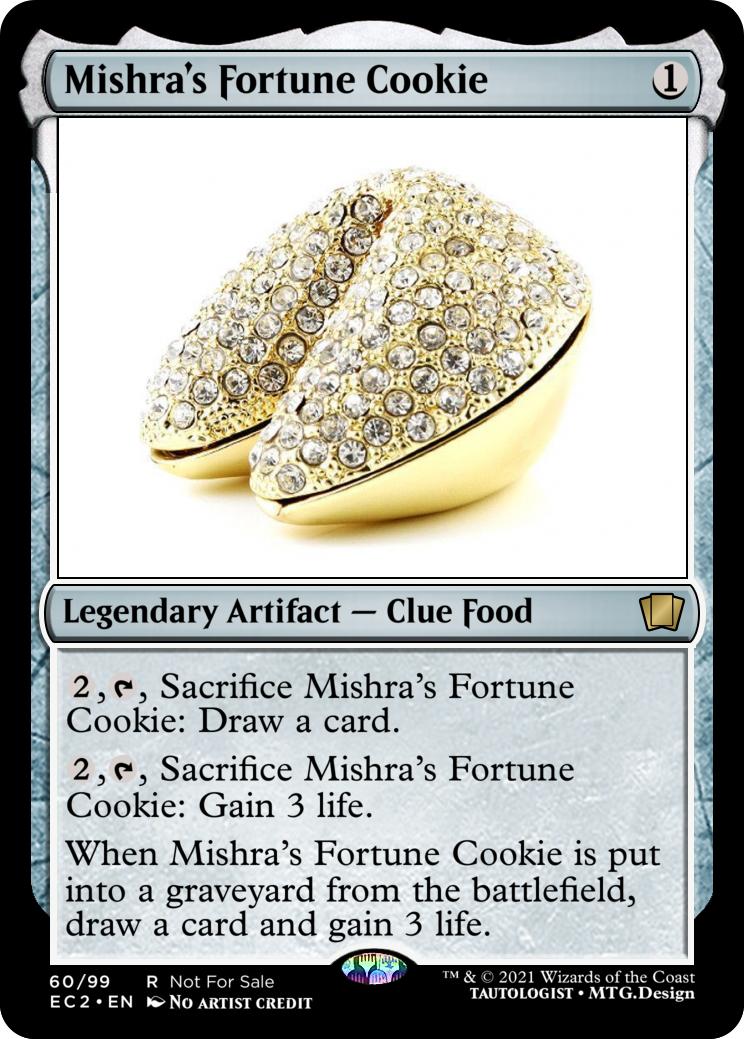 Mishra's Fortune Cookie 1
Legendary Artifact — Clue Food
2, , Sacrifice Mishra's Fortune
Cookie: Draw a card.
2, , Sacrifice Mishra's Fortune
Cookie: Gain 3 life.
When Mishra's Fortune Cookie is put
into a graveyard from the battlefield,
draw a card and gain 3 life.
60/99 R Not For Sale
EC2 • EN No artist credit
™ & © 2021 Wizards of the Coast
TAUTOLOGIST • MTG.Design